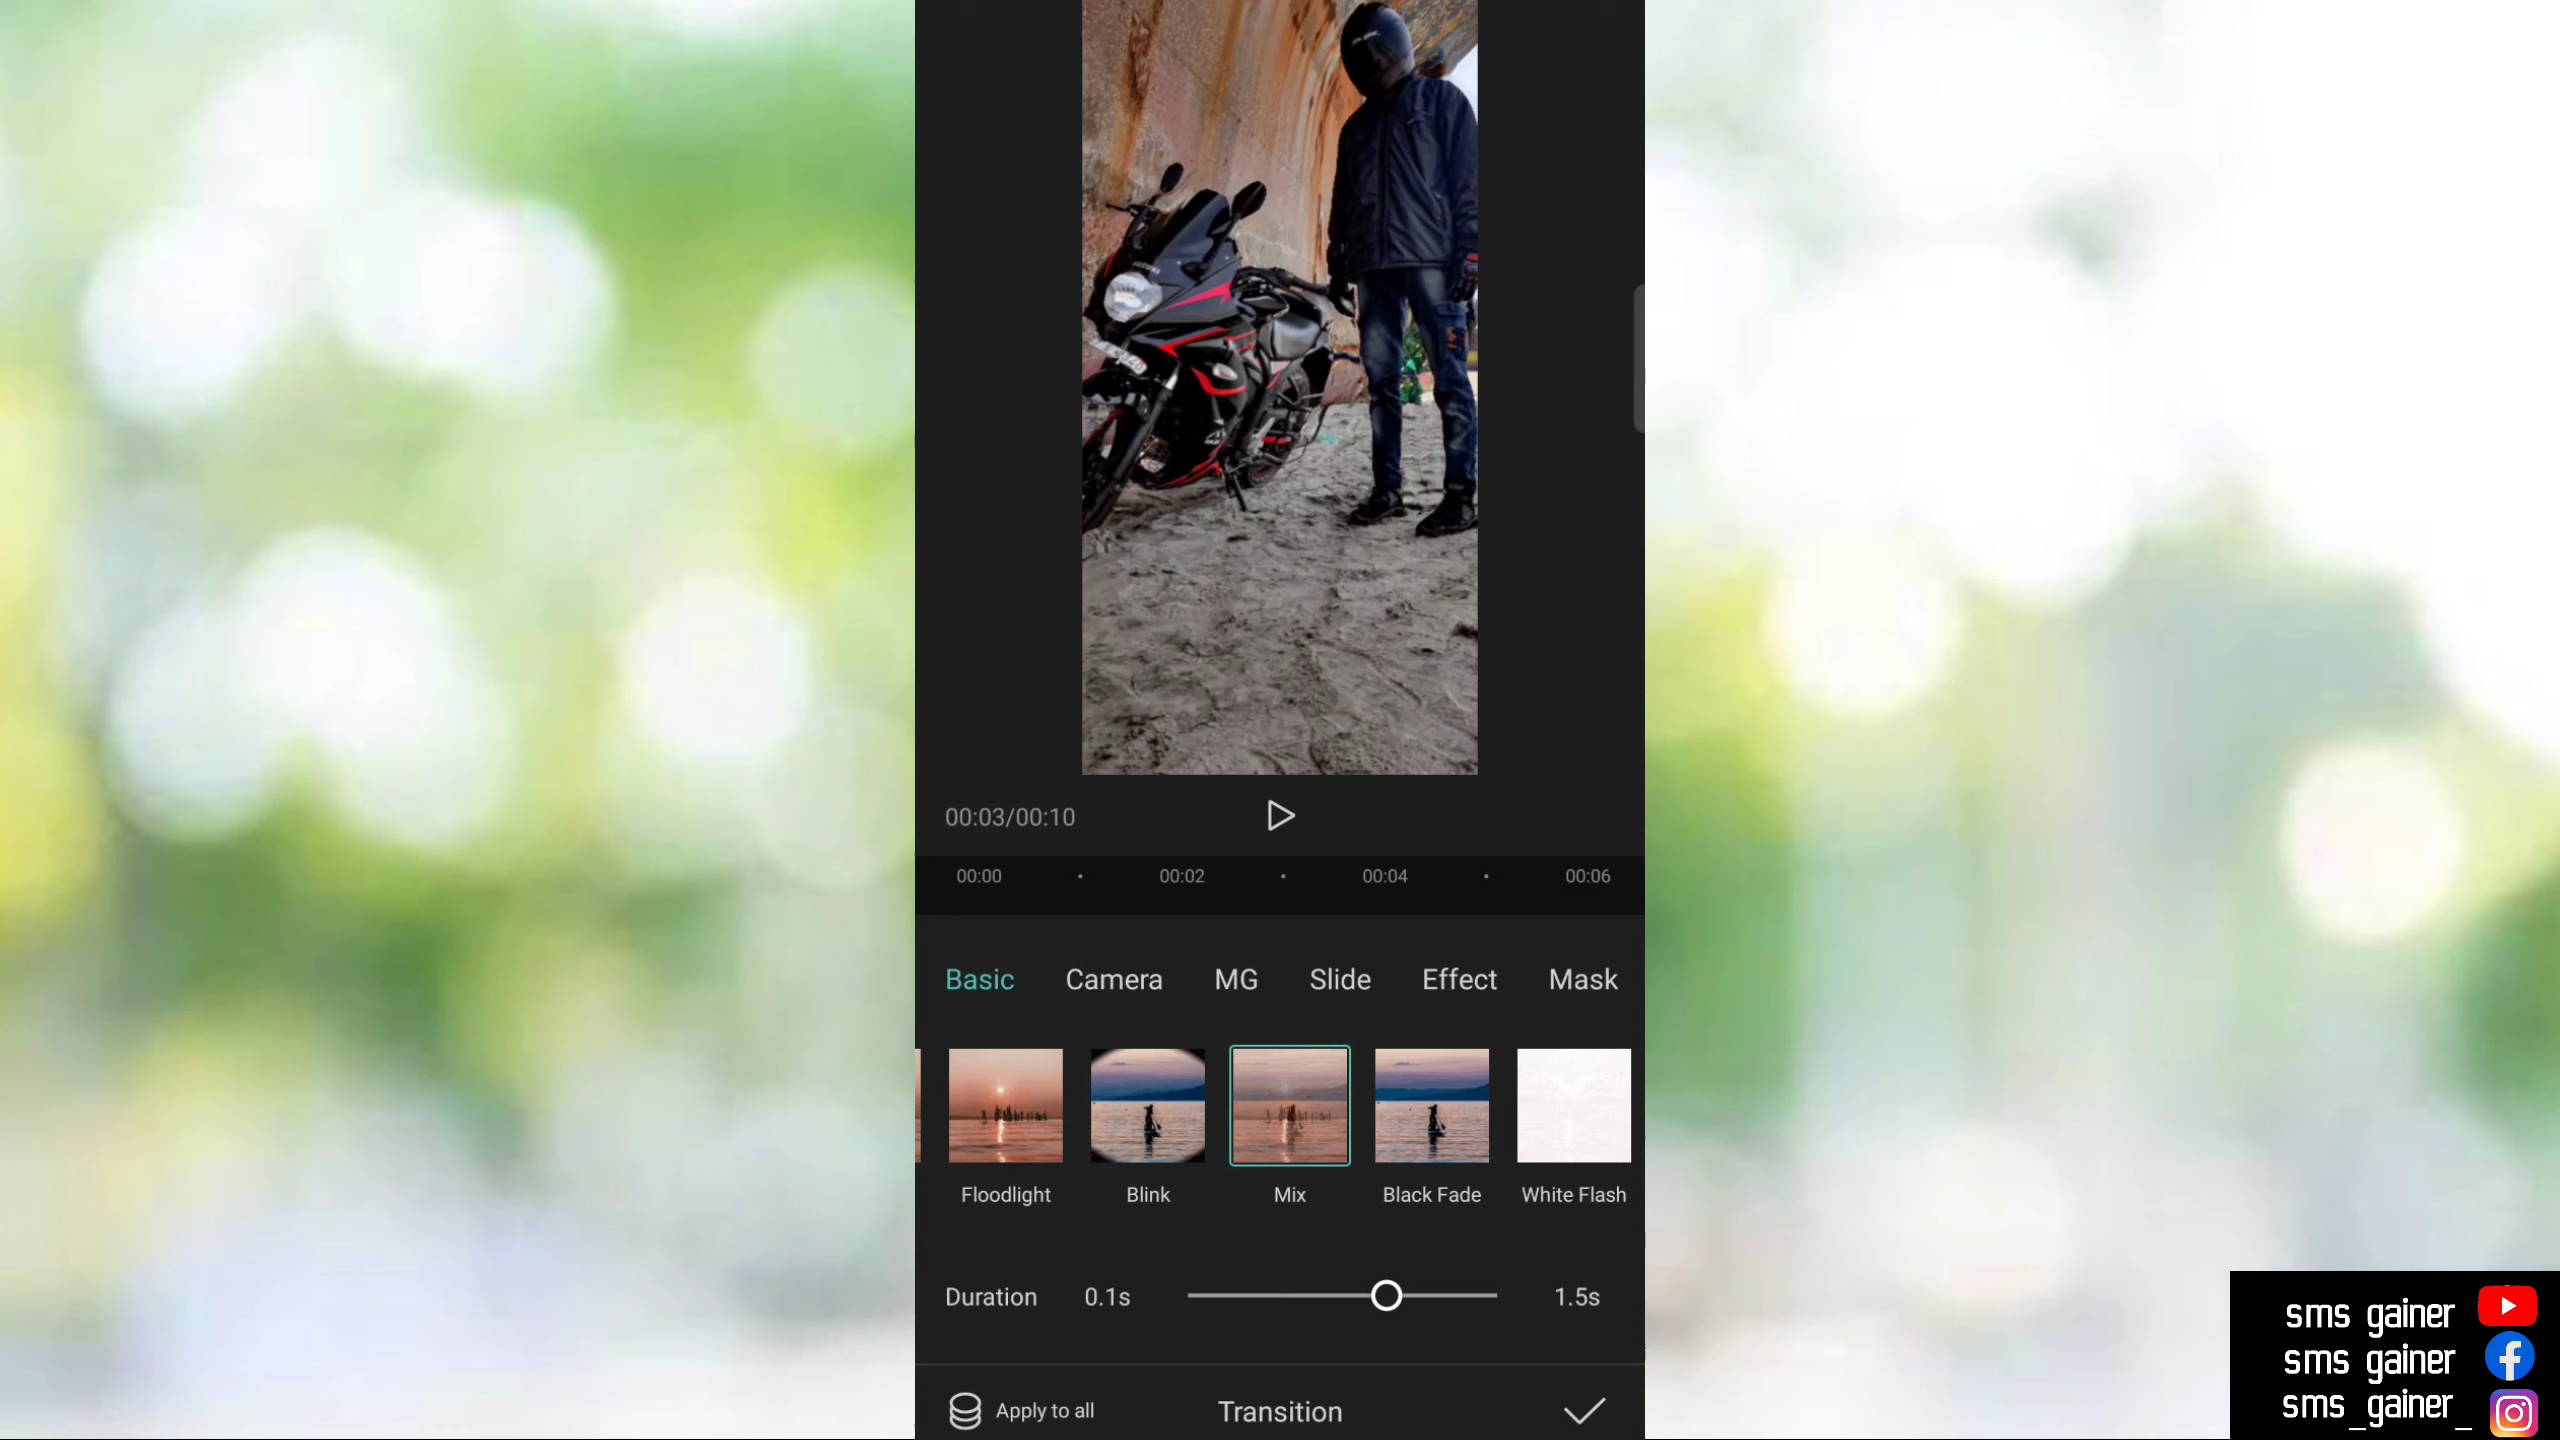 00:03/00:10
00:00 00:02 00:04 00:06
Basic Camera MG Slide Effect Mask
Floodlight Blink Mix Black Fade White Flash
Duration 0.1s 1.5s
Apply to all Transition
sms gainer
sms gainer
sms_gainer_